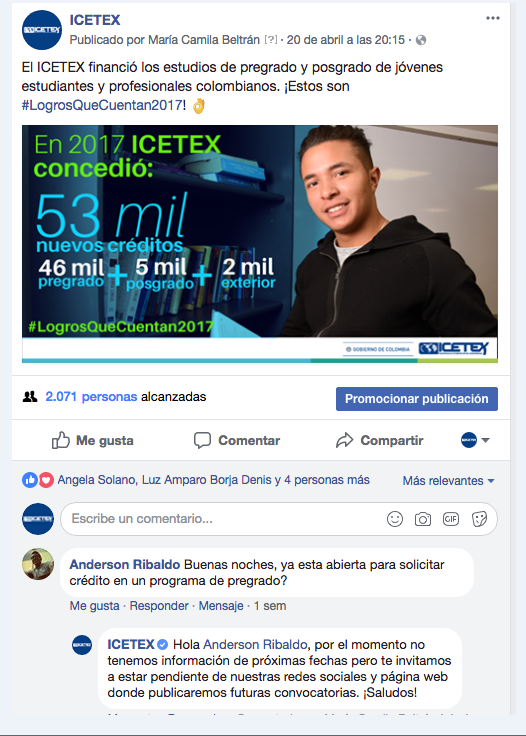 ICETEX
Publicado por María Camila Beltrán [?] · 20 de abril a las 20:15 ·
El ICETEX financió los estudios de pregrado y posgrado de jóvenes
estudiantes y profesionales colombianos. ¡Estos son
#LogrosQueCuentan2017! 👌
En 2017 ICETEX
concedió:
53 mil
nuevos créditos
46 mil + 5 mil + 2 mil
pregrado posgrado exterior
#LogrosQueCuentan2017
GOBIERNO DE COLOMBIA ICETEX
2.071 personas alcanzadas
Promocionar publicación
Me gusta Comentar Compartir
Angela Solano, Luz Amparo Borja Denis y 4 personas más
Más relevantes
Escribe un comentario...
GIF
Anderson Ribaldo Buenas noches, ya esta abierta para solicitar
crédito en un programa de pregrado?
Me gusta · Responder · Mensaje · 1 sem
ICETEX Hola Anderson Ribaldo, por el momento no
tenemos información de próximas fechas pero te invitamos
a estar pendiente de nuestras redes sociales y página web
donde publicaremos futuras convocatorias. ¡Saludos!